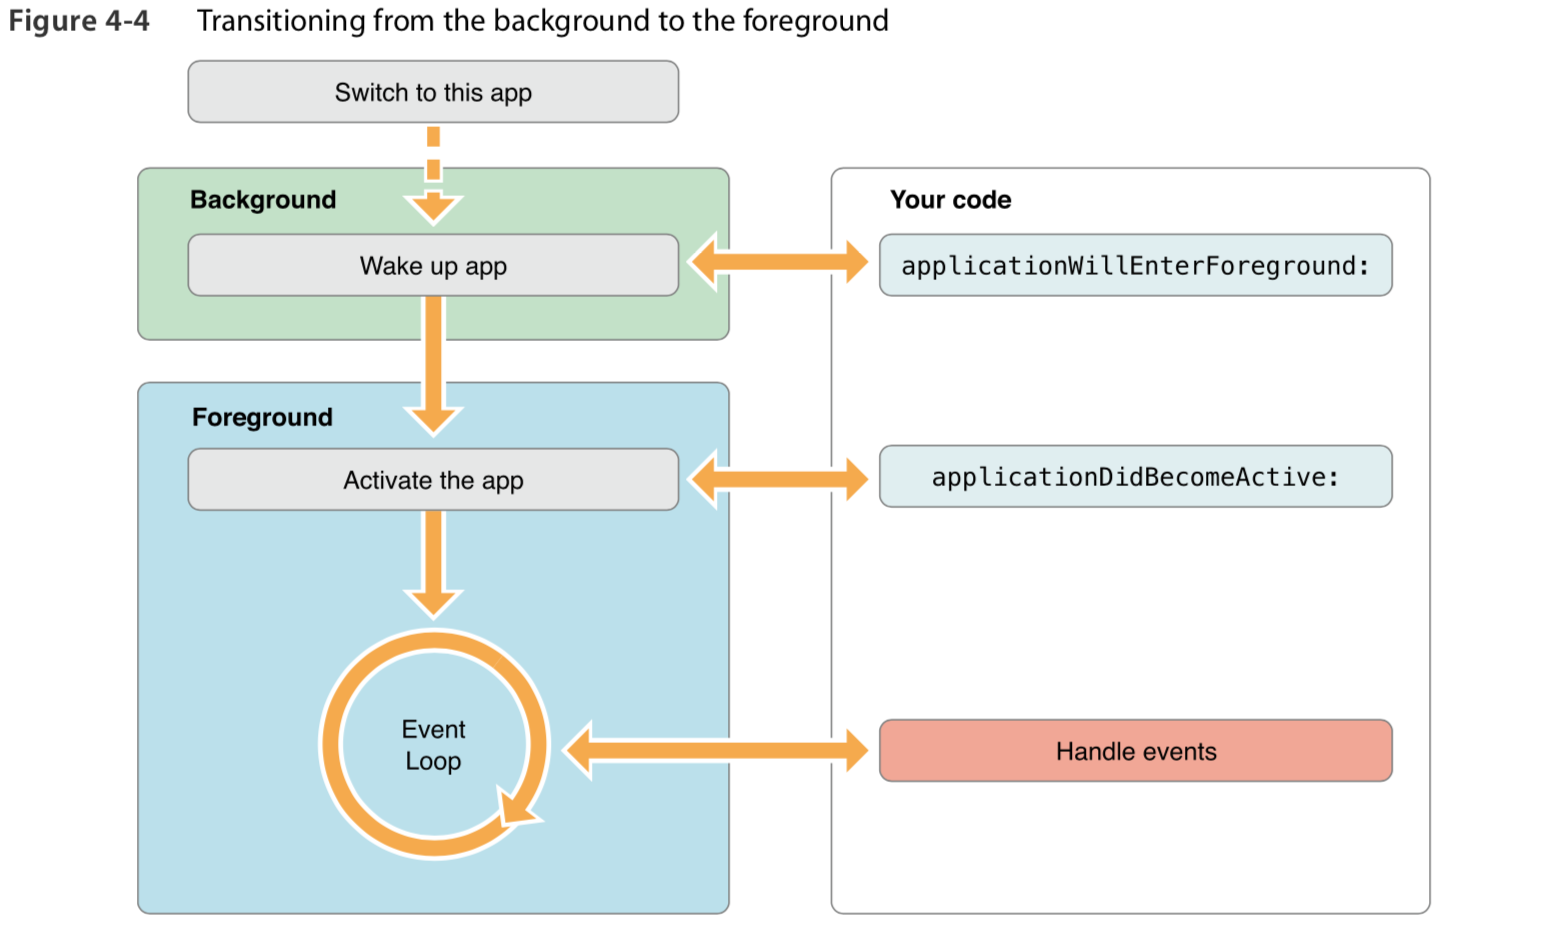 Figure 4-4 Transitioning from the background to the foreground
Switch to this app
Background
Wake up app
Your code
applicationWillEnterForeground:
Foreground
Activate the app
applicationDidBecomeActive:
Event
Loop
Handle events